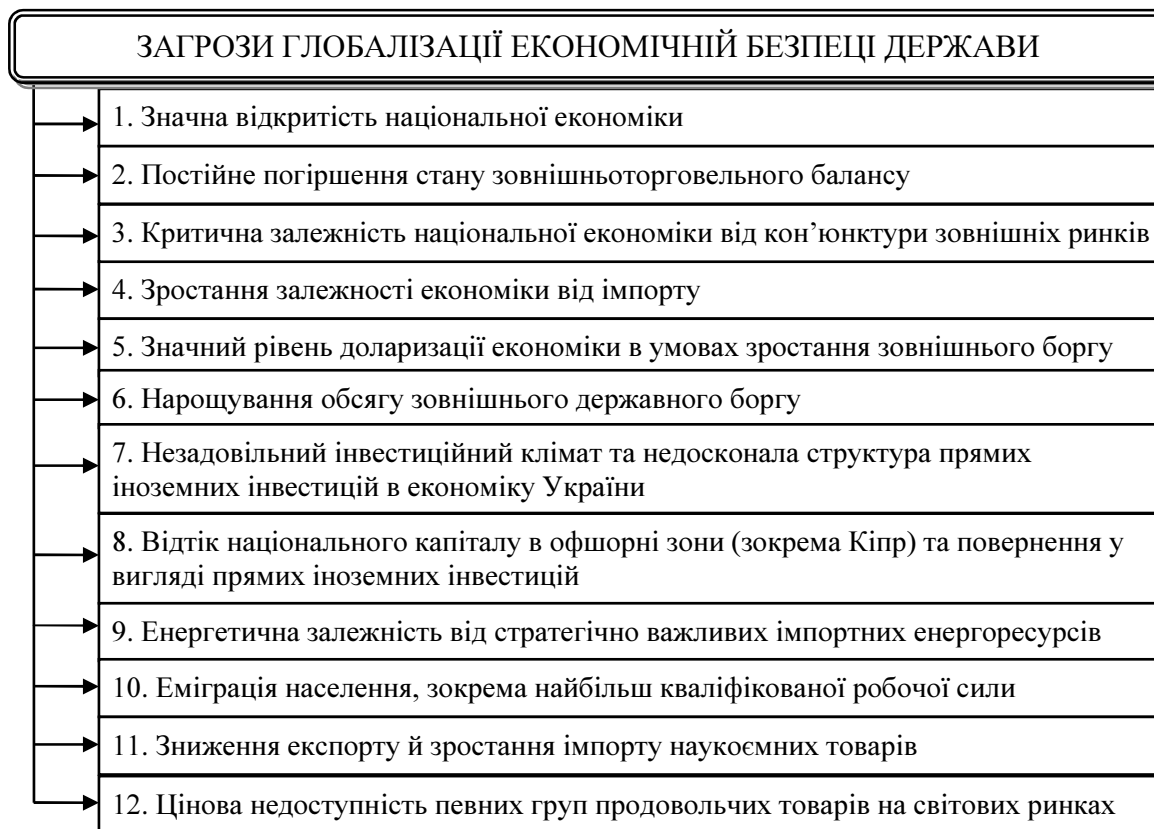 ЗАГРОЗИ ГЛОБАЛІЗАЦІЇ ЕКОНОМІЧНІЙ БЕЗПЕЦІ ДЕРЖАВИ
1. Значна відкритість національної економіки
2. Постійне погіршення стану зовнішньоторговельного балансу
3. Критична залежність національної економіки від кон’юнктури зовнішніх ринків
4. Зростання залежності економіки від імпорту
5. Значний рівень доларизації економіки в умовах зростання зовнішнього боргу
6. Нарощування обсягу зовнішнього державного боргу
7. Незадовільний інвестиційний клімат та недосконала структура прямих
іноземних інвестицій в економіку України
8. Відтік національного капіталу в офшорні зони (зокрема Кіпр) та повернення у
вигляді прямих іноземних інвестицій
9. Енергетична залежність від стратегічно важливих імпортних енергоресурсів
10. Еміграція населення, зокрема найбільш кваліфікованої робочої сили
11. Зниження експорту й зростання імпорту наукоємних товарів
12. Цінова недоступність певних груп продовольчих товарів на світових ринках